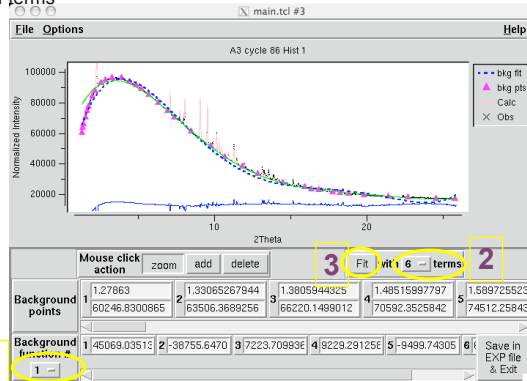 terms
main.tcl #3
File Options Help
A3 cycle 86 Hist 1
Normalized Intensity
100000
80000
60000
40000
20000
10 20
2Theta
bkg fit
bkg pts
Calc
Obs
Mouse click action zoom add delete 3 Fit with 6 terms 2
Background points
1 1.27863 2 1.33065267944 3 1.3805944325 4 1.48515997797 5 1.589725523
60246.8300865 63506.3689256 66220.1499012 70592.3525842 74512.25843
Background function #
1
1 45069.03513 2 -38755.6470 3 7223.709936 4 9229.29125 5 -9499.74305 6
Save in EXP file & Exit